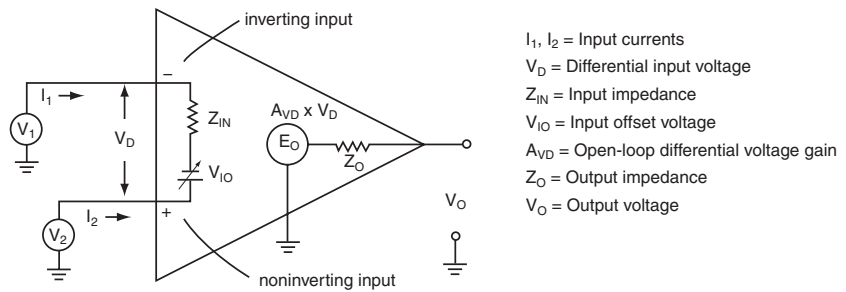 inverting input
−
I₁
V₁
V_D
Z_IN
V_IO
A_VD x V_D
E_O
Z_O
V_O
I₂
+
V₂
noninverting input
I₁, I₂ = Input currents
V_D = Differential input voltage
Z_IN = Input impedance
V_IO = Input offset voltage
A_VD = Open-loop differential voltage gain
Z_O = Output impedance
V_O = Output voltage